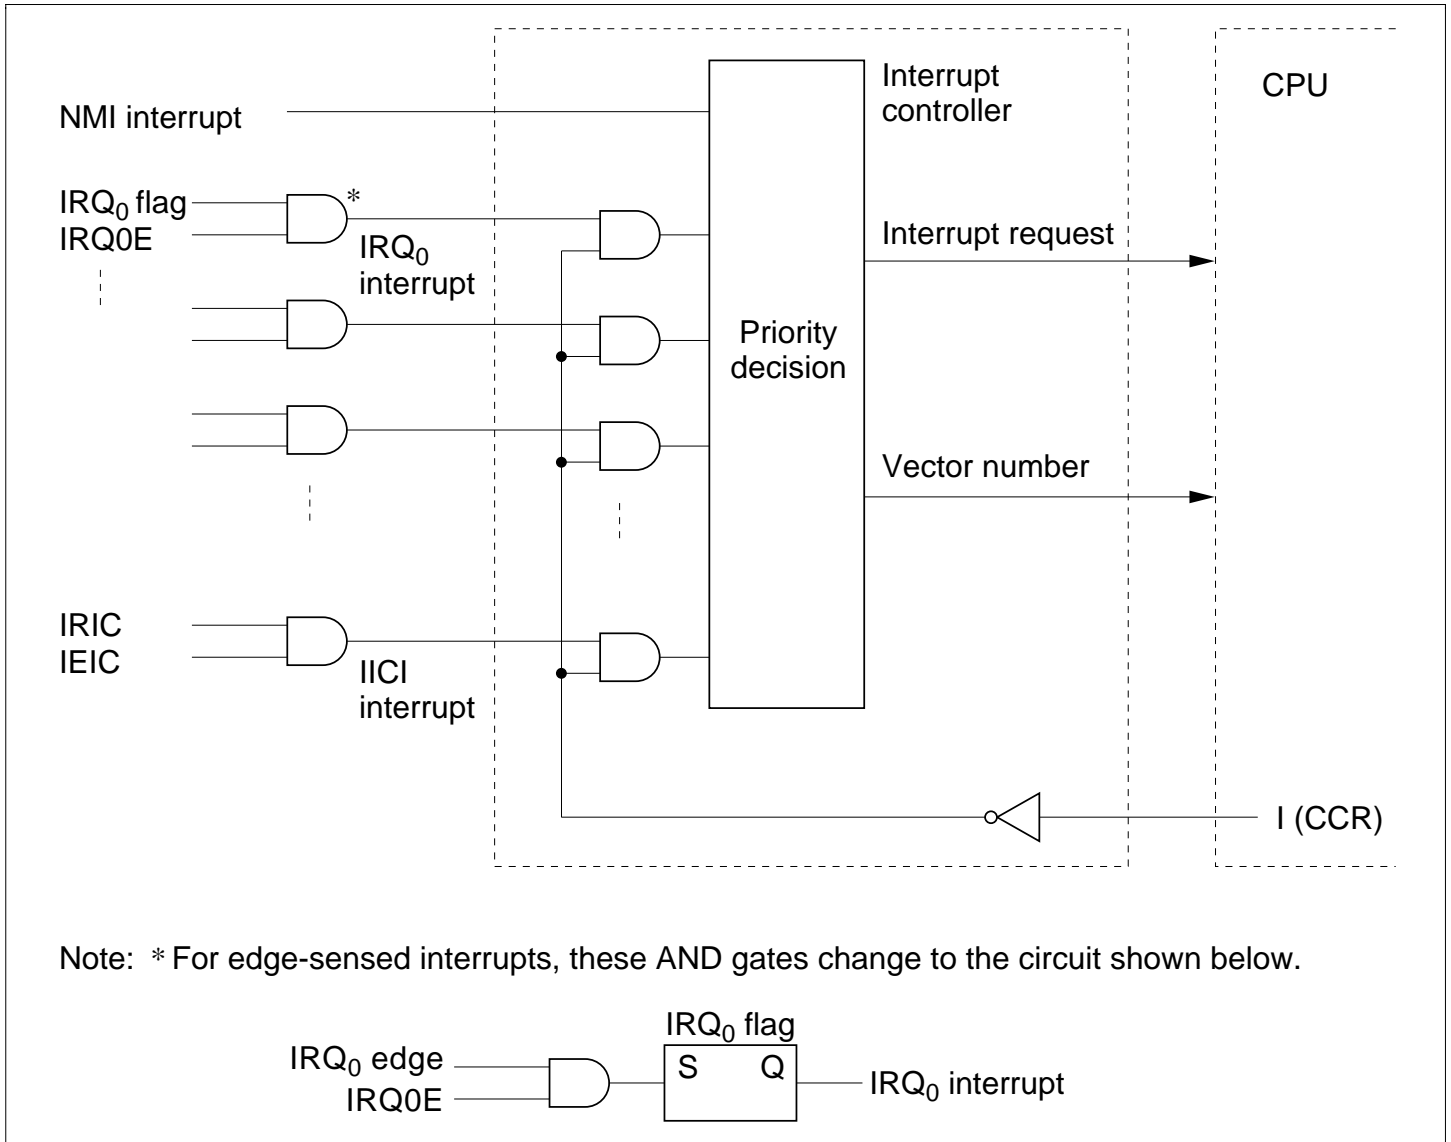 Interrupt
controller
CPU
NMI interrupt
IRQ0 flag
*
IRQ0E
IRQ0
interrupt
Interrupt request
Priority
decision
Vector number
IRIC
IEIC
IICI
interrupt
I (CCR)
Note: * For edge-sensed interrupts, these AND gates change to the circuit shown below.
IRQ0 flag
IRQ0 edge
S Q
IRQ0 interrupt
IRQ0E